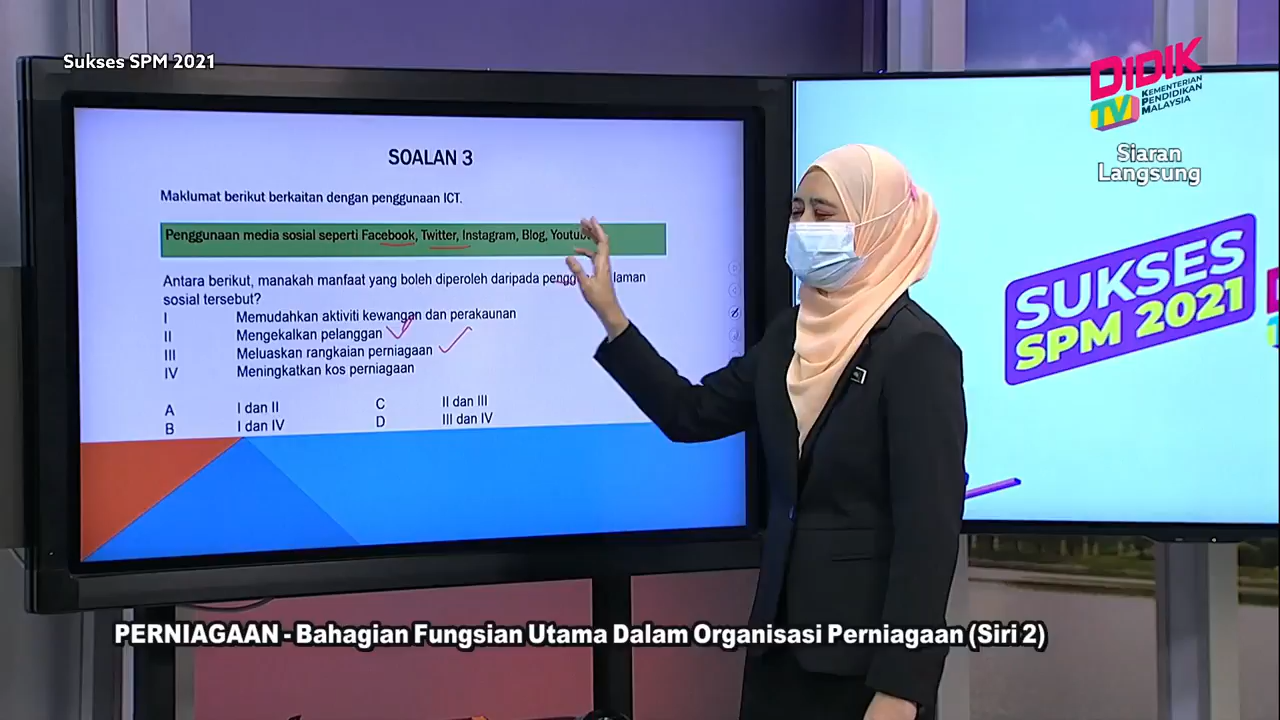 Sukses SPM 2021
DIDIK
TV
KEMENTERIAN
PENDIDIKAN
MALAYSIA
Siaran
Langsung
SOALAN 3
Maklumat berikut berkaitan dengan penggunaan ICT.
Penggunaan media sosial seperti Facebook, Twitter, Instagram, Blog,
Antara berikut, manakah manfaat yang boleh diperoleh daripada laman
sosial tersebut?
I Memudahkan aktiviti kewangan dan perakaunan
II Mengekalkan pelanggan
III Meluaskan rangkaian perniagaan
IV Meningkatkan kos perniagaan
A I dan II C II dan III
B I dan IV D III dan IV
SUKSES
SPM 2021
PERNIAGAAN - Bahagian Fungsian Utama Dalam Organisasi Perniagaan (Siri 2)